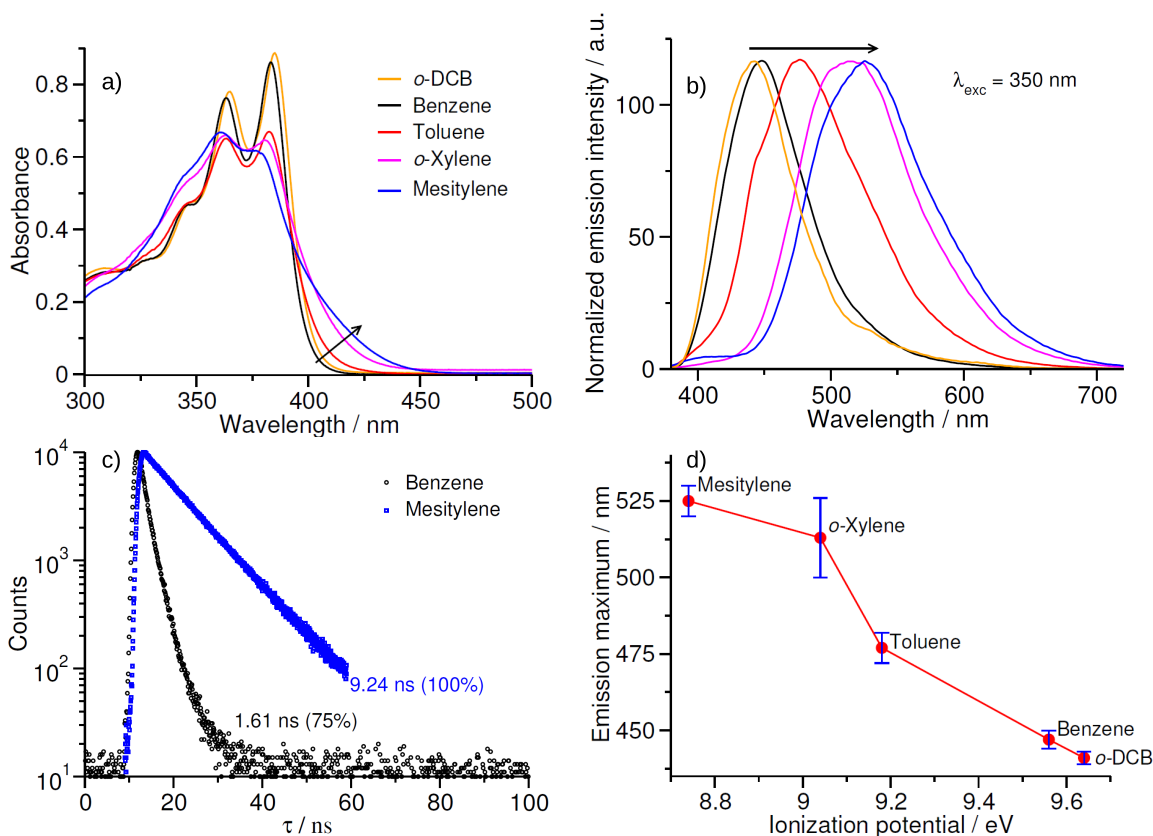 a)
o-DCB
Benzene
Toluene
o-Xylene
Mesitylene
0.8
0.6
0.4
0.2
0
Absorbance
300 350 400 450 500
Wavelength / nm
b)
λexc = 350 nm
100
50
0
Normalized emission intensity / a.u.
400 500 600 700
Wavelength / nm
c)
Benzene
Mesitylene
10^4
10^3
10^2
10^1
Counts
9.24 ns (100%)
1.61 ns (75%)
0 20 40 60 80 100
τ / ns
d)
Mesitylene
o-Xylene
Toluene
Benzene
o-DCB
525
500
475
450
Emission maximum / nm
8.8 9 9.2 9.4 9.6
Ionization potential / eV